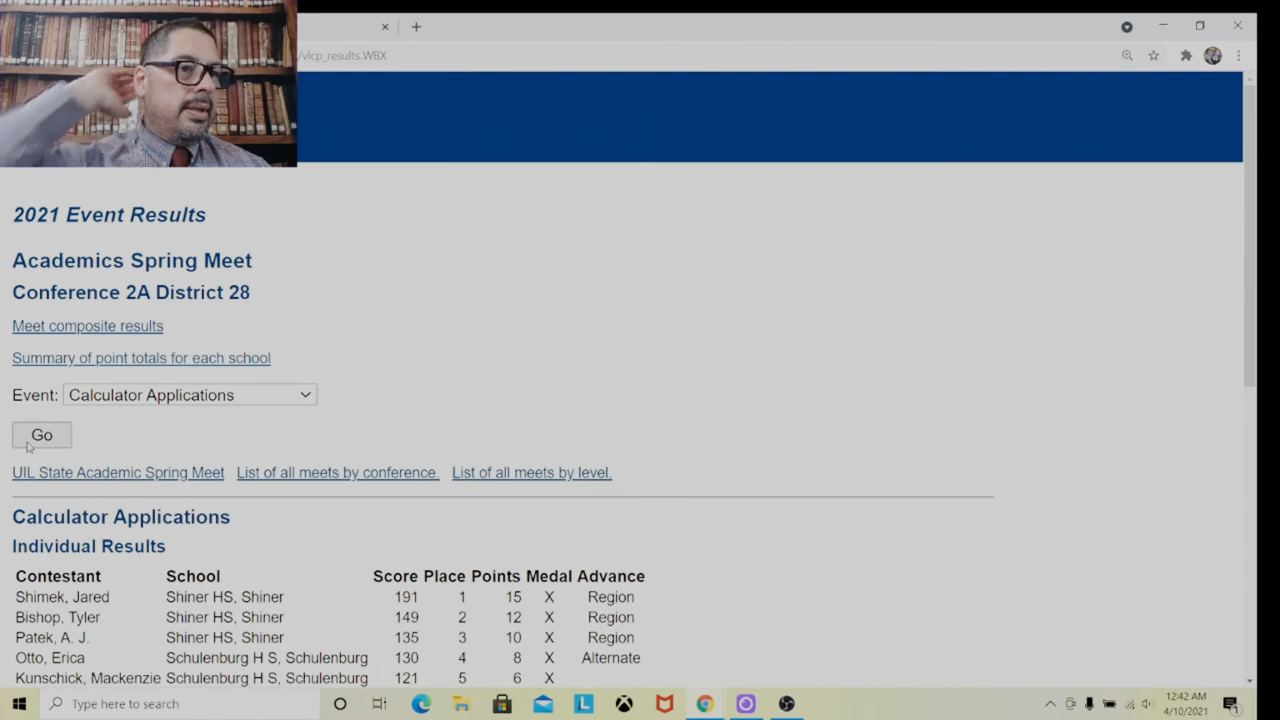 /vlcp_results.WBX
2021 Event Results
Academics Spring Meet
Conference 2A District 28
Meet composite results
Summary of point totals for each school
Event: Calculator Applications
Go
UIL State Academic Spring Meet List of all meets by conference. List of all meets by level.
Calculator Applications
Individual Results
Contestant School Score Place Points Medal Advance
Shimek, Jared Shiner HS, Shiner 191 1 15 X Region
Bishop, Tyler Shiner HS, Shiner 149 2 12 X Region
Patek, A. J. Shiner HS, Shiner 135 3 10 X Region
Otto, Erica Schulenburg H S, Schulenburg 130 4 8 X Alternate
Kunschick, Mackenzie Schulenburg H S, Schulenburg 121 5 6 X
Type here to search
L
12:42 AM
4/10/2021
1